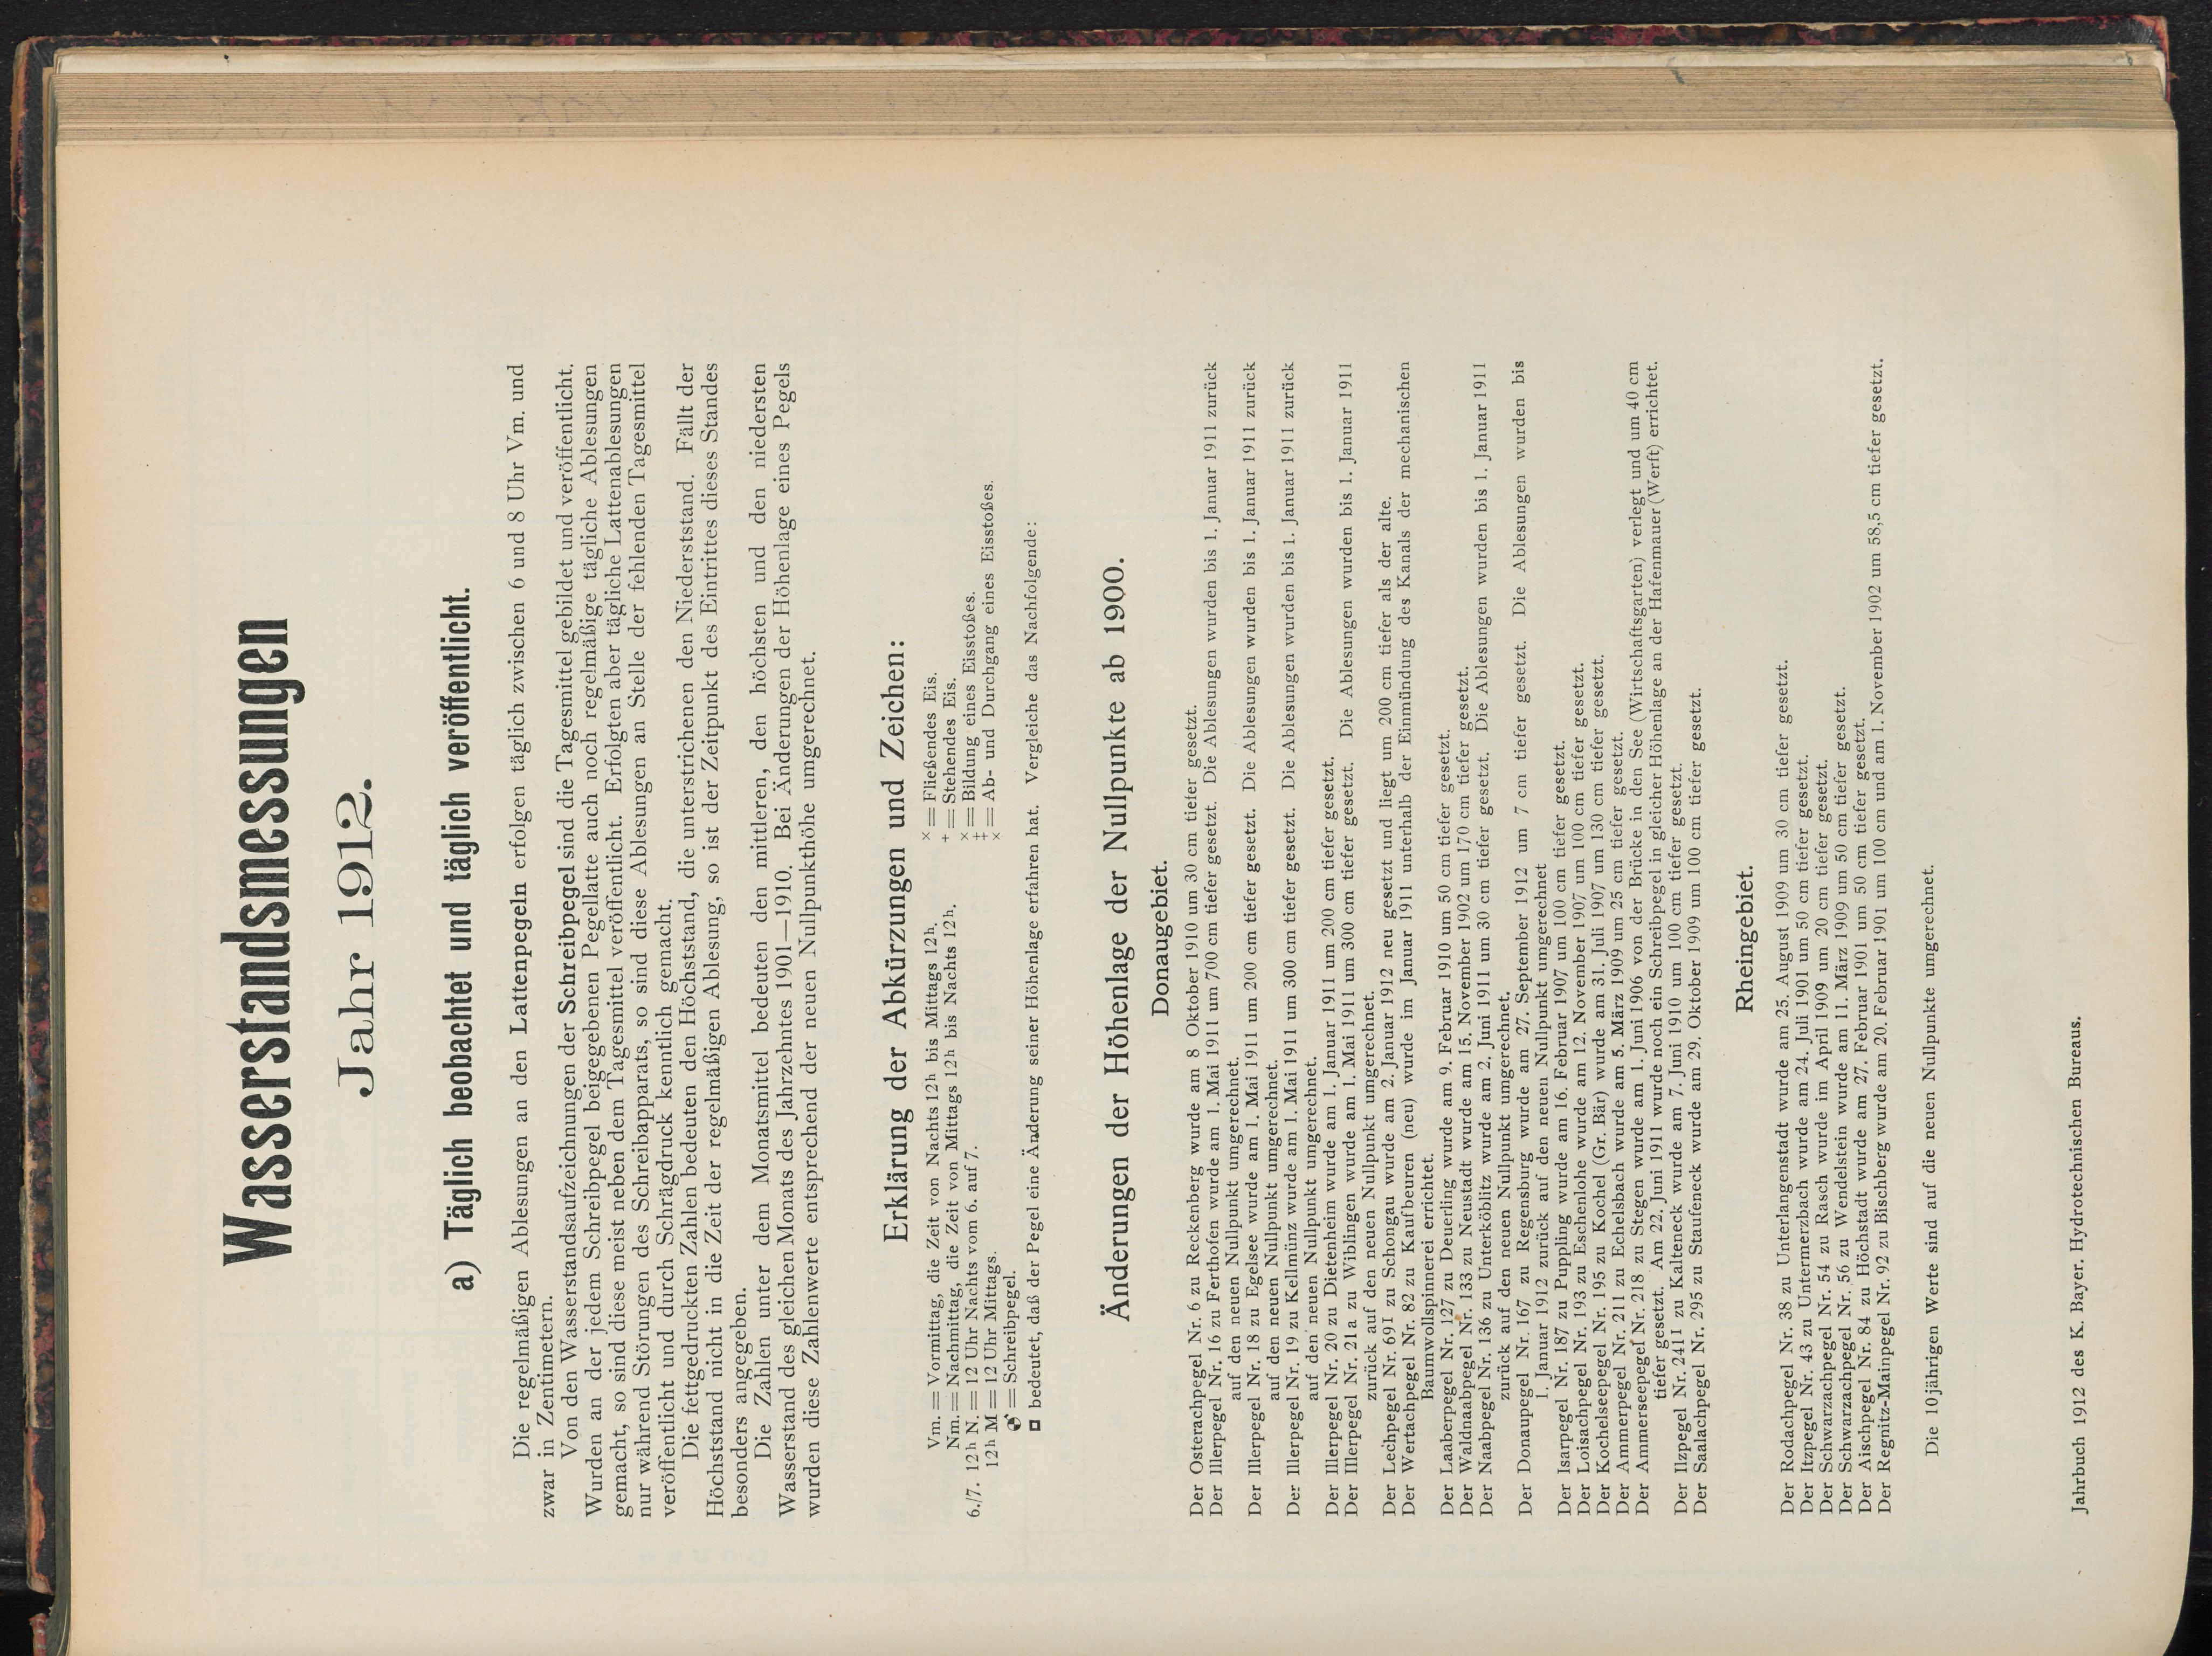 Wasserstandsmessungen
Jahr 1912.
a) Täglich beobachtet und täglich veröffentlicht.
Die regelmäßigen Ablesungen an den Lattenpegeln erfolgen täglich zwischen 6 und 8 Uhr Vm. und
zwar in Zentimetern.
Von den Wasserstandsaufzeichnungen der Schreibpegel sind die Tagesmittel gebildet und veröffentlicht.
Wurden an der jedem Schreibpegel beigegebenen Pegellatte auch noch regelmäßige tägliche Ablesungen
gemacht, so sind diese meist neben dem Tagesmittel veröffentlicht. Erfolgten aber tägliche Lattenablesungen
nur während Störungen des Schreibapparats, so sind diese Ablesungen an Stelle der fehlenden Tagesmittel
veröffentlicht und durch Schrägdruck kenntlich gemacht.
Die fettgedruckten Zahlen bedeuten den Höchststand, die unterstrichenen den Niederststand. Fällt der
Höchststand nicht in die Zeit der regelmäßigen Ablesung, so ist der Zeitpunkt des Eintrittes dieses Standes
besonders angegeben.
Die Zahlen unter dem Monatsmittel bedeuten den mittleren, den höchsten und den niedersten
Wasserstand des gleichen Monats des Jahrzehntes 1901—1910. Bei Änderungen der Höhenlage eines Pegels
wurden diese Zahlenwerte entsprechend der neuen Nullpunkthöhe umgerechnet.
Erklärung der Abkürzungen und Zeichen:
Vm. = Vormittag, die Zeit von Nachts 12h bis Mittags 12h.
Nm. = Nachmittag, die Zeit von Mittags 12h bis Nachts 12h.
6./7. 12h N. = 12 Uhr Nachts vom 6. auf 7.
12h M = 12 Uhr Mittags.
= Schreibpegel.
× = Fließendes Eis.
+ = Stehendes Eis.
= Bildung eines Eisstoßes.
= Ab- und Durchgang eines Eisstoßes.
□ bedeutet, daß der Pegel eine Änderung seiner Höhenlage erfahren hat. Vergleiche das Nachfolgende:
Änderungen der Höhenlage der Nullpunkte ab 1900.
Donaugebiet.
Der Osterachpegel Nr. 6 zu Reckenberg wurde am 8 Oktober 1910 um 30 cm tiefer gesetzt.
Der Illerpegel Nr. 16 zu Ferthofen wurde am 1. Mai 1911 um 700 cm tiefer gesetzt. Die Ablesungen wurden bis 1. Januar 1911 zurück
auf den neuen Nullpunkt umgerechnet.
Der Illerpegel Nr. 18 zu Egelsee wurde am 1. Mai 1911 um 200 cm tiefer gesetzt. Die Ablesungen wurden bis 1. Januar 1911 zurück
auf den neuen Nullpunkt umgerechnet.
Der Illerpegel Nr. 19 zu Kellmünz wurde am 1. Mai 1911 um 300 cm tiefer gesetzt. Die Ablesungen wurden bis 1. Januar 1911 zurück
auf den neuen Nullpunkt umgerechnet.
Der Illerpegel Nr. 20 zu Dietenheim wurde am 1. Januar 1911 um 200 cm tiefer gesetzt.
Der Illerpegel Nr. 21a zu Wiblingen wurde am 1. Mai 1911 um 300 cm tiefer gesetzt. Die Ablesungen wurden bis 1. Januar 1911
zurück auf den neuen Nullpunkt umgerechnet.
Der Lechpegel Nr. 69I zu Schongau wurde am 2. Januar 1912 neu gesetzt und liegt um 200 cm tiefer als der alte.
Der Wertachpegel Nr. 82 zu Kaufbeuren (neu) wurde im Januar 1911 unterhalb der Einmündung des Kanals der mechanischen
Baumwollspinnerei errichtet.
Der Laaberpegel Nr. 127 zu Deuerling wurde am 9. Februar 1910 um 50 cm tiefer gesetzt.
Der Waldnaabpegel Nr. 133 zu Neustadt wurde am 15. November 1902 um 170 cm tiefer gesetzt.
Der Naabpegel Nr. 136 zu Unterköblitz wurde am 2. Juni 1911 um 30 cm tiefer gesetzt. Die Ablesungen wurden bis 1. Januar 1911
zurück auf den neuen Nullpunkt umgerechnet.
Der Donaupegel Nr. 167 zu Regensburg wurde am 27. September 1912 um 7 cm tiefer gesetzt. Die Ablesungen wurden bis
1. Januar 1912 zurück auf den neuen Nullpunkt umgerechnet
Der Isarpegel Nr. 187 zu Puppling wurde am 16. Februar 1907 um 100 cm tiefer gesetzt.
Der Loisachpegel Nr. 193 zu Eschenlohe wurde am 12. November 1907 um 100 cm tiefer gesetzt.
Der Kochelseepegel Nr. 195 zu Kochel (Gr. Bär) wurde am 31. Juli 1907 um 130 cm tiefer gesetzt.
Der Ammerpegel Nr. 211 zu Echelsbach wurde am 5. März 1909 um 25 cm tiefer gesetzt.
Der Ammerseepegel Nr. 218 zu Stegen wurde am 1. Juni 1906 von der Brücke in den See (Wirtschaftsgarten) verlegt und um 40 cm
tiefer gesetzt. Am 22. Juni 1911 wurde noch ein Schreibpegel in gleicher Höhenlage an der Hafenmauer (Werft) errichtet.
Der Ilzpegel Nr. 241I zu Kalteneck wurde am 7. Juni 1910 um 100 cm tiefer gesetzt.
Der Saalachpegel Nr. 295 zu Staufeneck wurde am 29. Oktober 1909 um 100 cm tiefer gesetzt.
Rheingebiet.
Der Rodachpegel Nr. 38 zu Unterlangenstadt wurde am 25. August 1909 um 30 cm tiefer gesetzt.
Der Itzpegel Nr. 43 zu Untermerzbach wurde am 24. Juli 1901 um 50 cm tiefer gesetzt.
Der Schwarzachpegel Nr. 54 zu Rasch wurde im April 1909 um 20 cm tiefer gesetzt.
Der Schwarzachpegel Nr. 56 zu Wendelstein wurde am 11. März 1909 um 50 cm tiefer gesetzt.
Der Aischpegel Nr. 84 zu Höchstadt wurde am 27. Februar 1901 um 50 cm tiefer gesetzt.
Der Regnitz-Mainpegel Nr. 92 zu Bischberg wurde am 20. Februar 1901 um 100 cm und am 1. November 1902 um 58,5 cm tiefer gesetzt.
Die 10jährigen Werte sind auf die neuen Nullpunkte umgerechnet.
Jahrbuch 1912 des K. Bayer. Hydrotechnischen Bureaus.